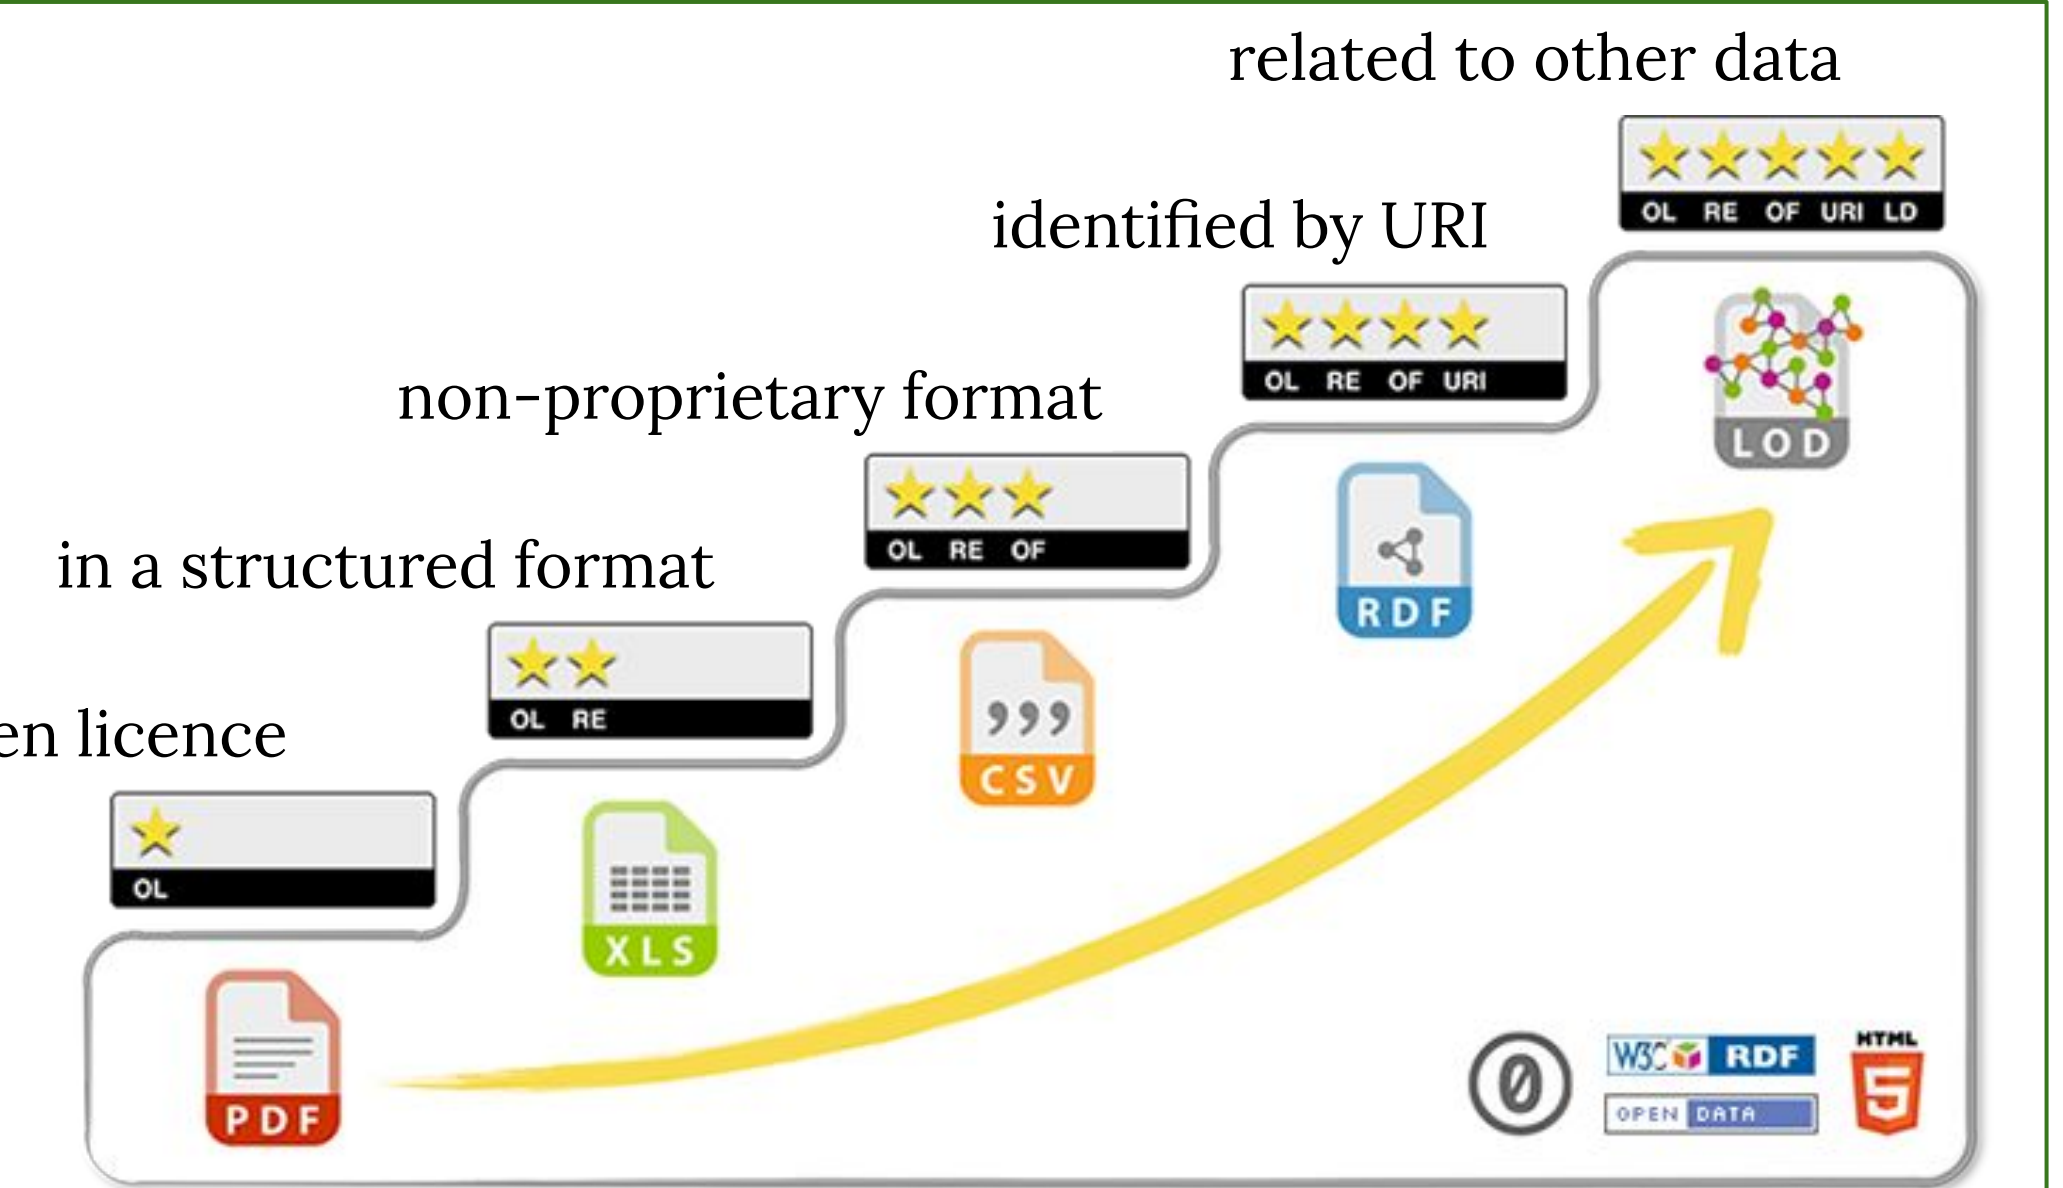 related to other data
OL RE OF URI LD
identified by URI
OL RE OF URI
LOD
non-proprietary format
OL RE OF
RDF
in a structured format
OL RE
CSV
en licence
OL
XLS
PDF
W3C RDF
OPEN DATA
HTML
5
0